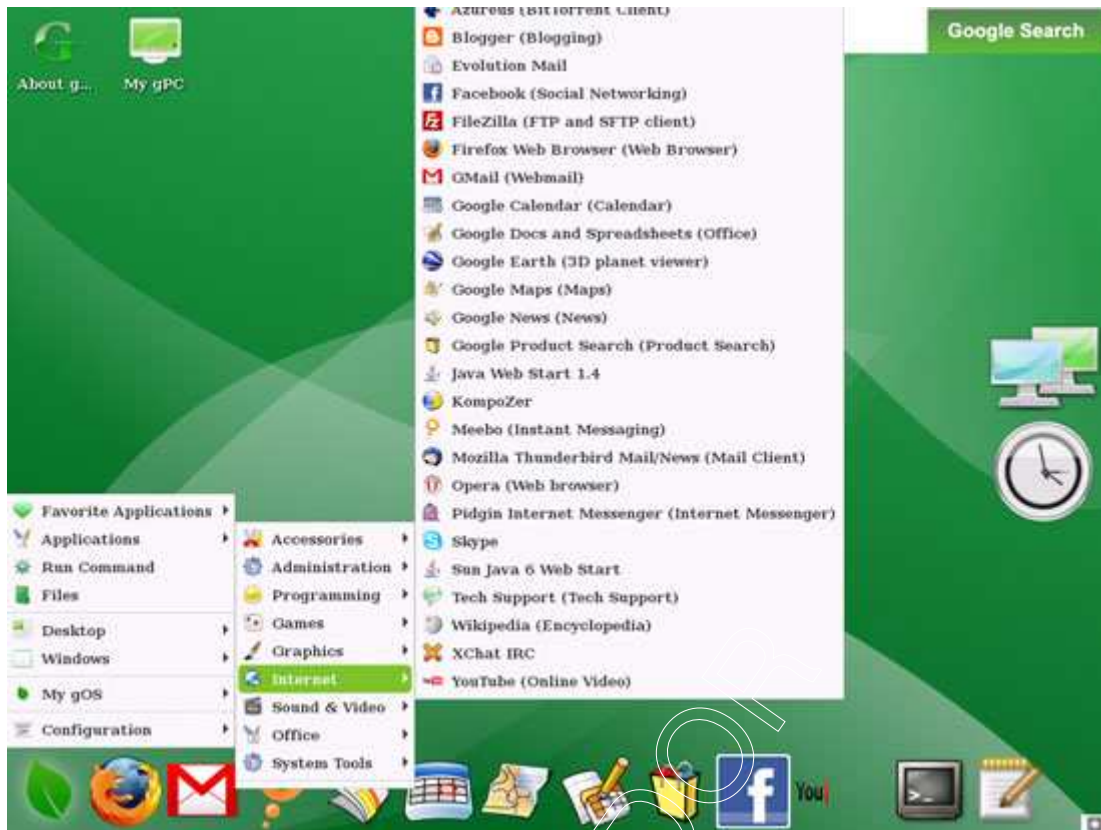 Azureus (BitTorrent Client)
Blogger (Blogging)
Evolution Mail
Facebook (Social Networking)
FileZilla (FTP and SFTP client)
Firefox Web Browser (Web Browser)
GMail (Webmail)
Google Calendar (Calendar)
Google Docs and Spreadsheets (Office)
Google Earth (3D planet viewer)
Google Maps (Maps)
Google News (News)
Google Product Search (Product Search)
Java Web Start 1.4
KompoZer
Meebo (Instant Messaging)
Mozilla Thunderbird Mail/News (Mail Client)
Opera (Web browser)
Pidgin Internet Messenger (Internet Messenger)
Skype
Sun Java 6 Web Start
Tech Support (Tech Support)
Wikipedia (Encyclopedia)
XChat IRC
YouTube (Online Video)
Google Search
About g...
My gPC
Favorite Applications
Applications
Run Command
Files
Desktop
Windows
My gOS
Configuration
Accessories
Administration
Programming
Games
Graphics
Internet
Sound & Video
Office
System Tools
You